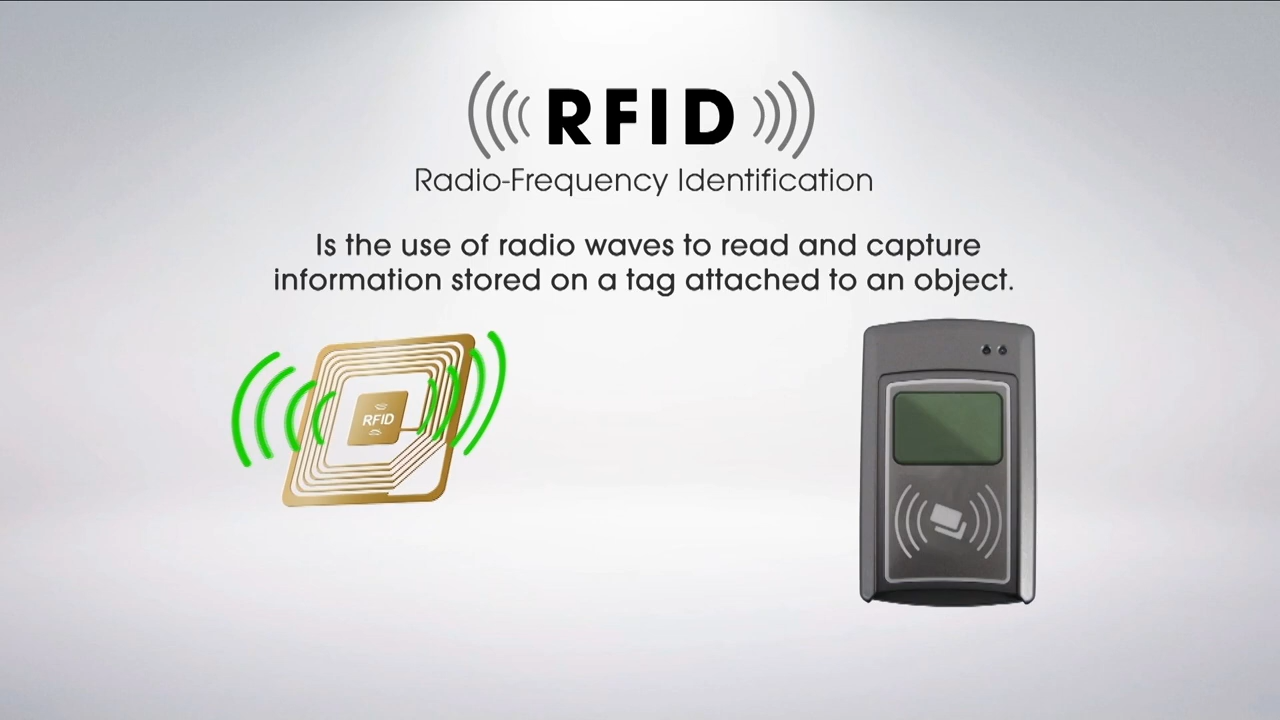 RFID
Radio-Frequency Identification
Is the use of radio waves to read and capture
information stored on a tag attached to an object.
RFID